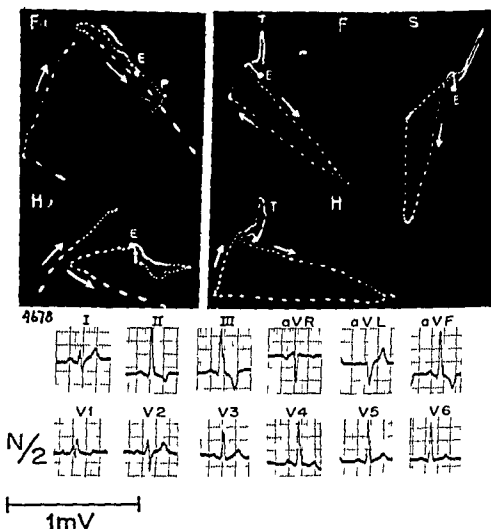 F T F S
E E E
H T H
E
4678 I II III aVR aVL aVF
V1 V2 V3 V4 V5 V6
N/2
1mV